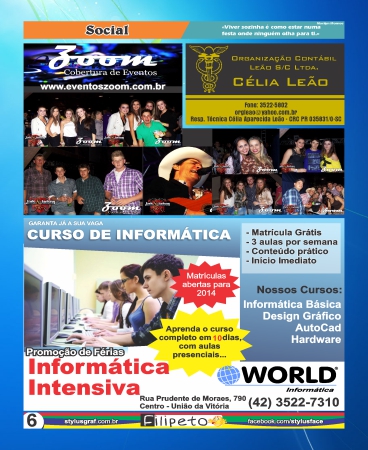 Social
«Viver sozinha é como estar numa
festa onde ninguém olha para ti.«
Zoom
Cobertura de Eventos
www.eventoszoom.com.br
Organização Contábil
Leão S/C Ltda.
Célia Leão
Fone: 3522-5802
orgleao@yahoo.com.br
Resp. Técnica Célia Aparecida Leão - CRC PR 035031/0-SC
GARANTA JÁ A SUA VAGA
CURSO DE INFORMÁTICA
- Matrícula Grátis
- 3 aulas por semana
- Conteúdo prático
- Início Imediato
Matrículas
abertas para
2014
Nossos Cursos:
Informática Básica
Design Gráfico
AutoCad
Hardware
Aprenda o curso
completo em 10 dias,
com aulas
presenciais...
Promoção de Férias
Informática
Intensiva
WORLD
Informática
Rua Prudente de Moraes, 790
Centro - União da Vitória
(42) 3522-7310
6
stylusgraf.com.br
Filipeto
facebook.com/stylusface